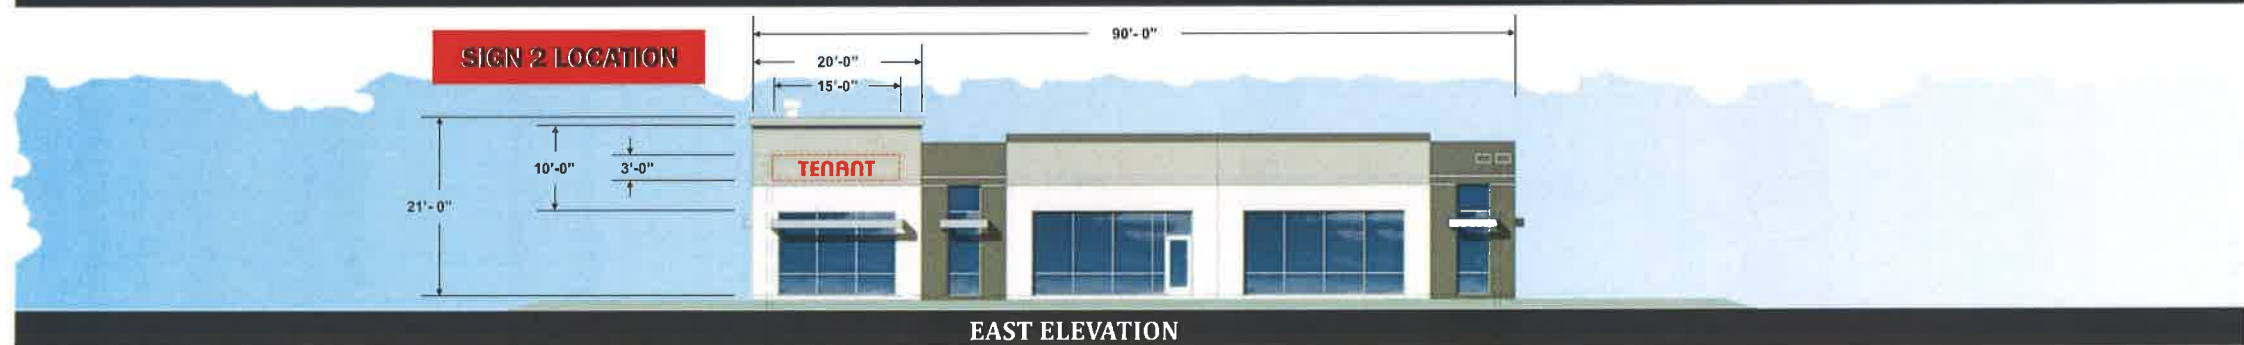 SIGN 2 LOCATION
90'-0"
20'-0"
15'-0"
10'-0"
3'-0"
TENANT
21'-0"
EAST ELEVATION